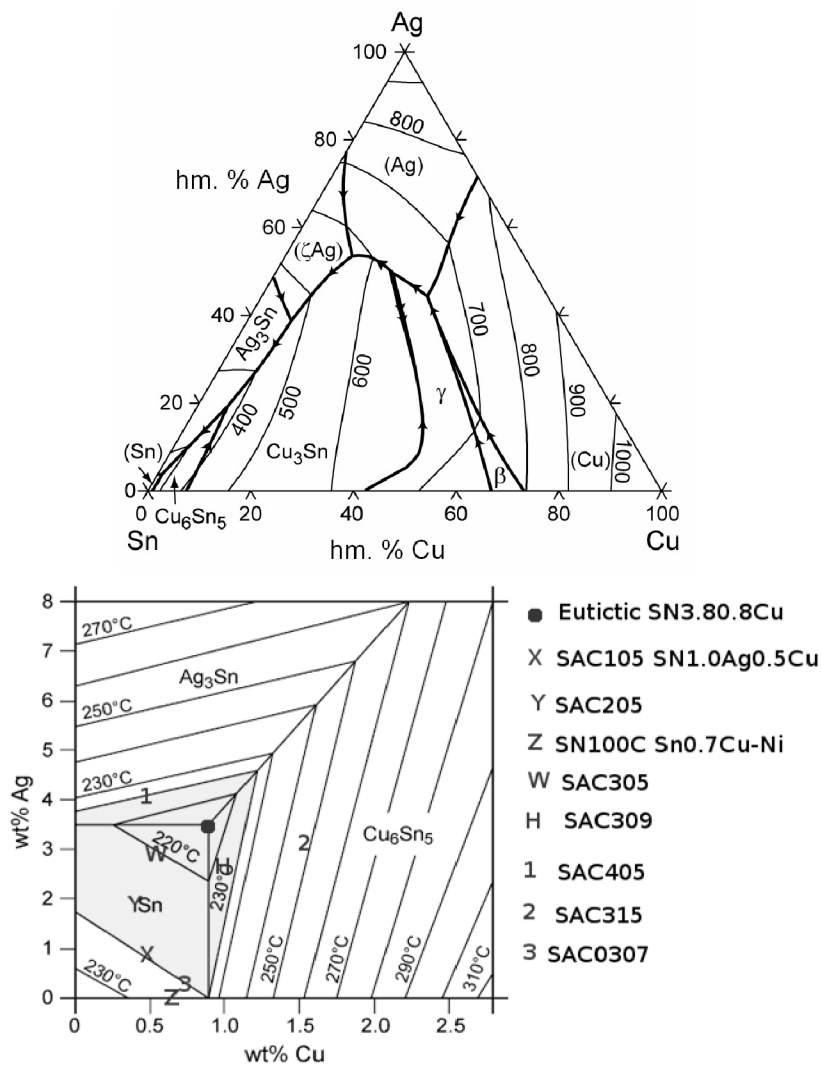 Ag
100
800
80
(Ag)
hm. % Ag
60
(ζAg)
40
Ag3Sn
700
600
800
500
γ
900
20
400
1000
(Sn)
Cu3Sn
(Cu)
β
0
0
Cu6Sn5
20
40
60
80
100
Sn
hm. % Cu
Cu
8
270°C
Eutictic SN3.80.8Cu
7
X SAC105 SN1.0Ag0.5Cu
Ag3Sn
6
Y SAC205
250°C
Z SN100C Sn0.7Cu-Ni
5
W SAC305
230°C
4
1
H SAC309
wt% Ag
3
220°C
W
H
2
Cu6Sn5
1 SAC405
230°C
2
YSn
2 SAC315
1
X
3 SAC0307
230°C
250°C
270°C
290°C
310°C
3
Z
0
0
0.5
1.0
1.5
2.0
2.5
wt% Cu